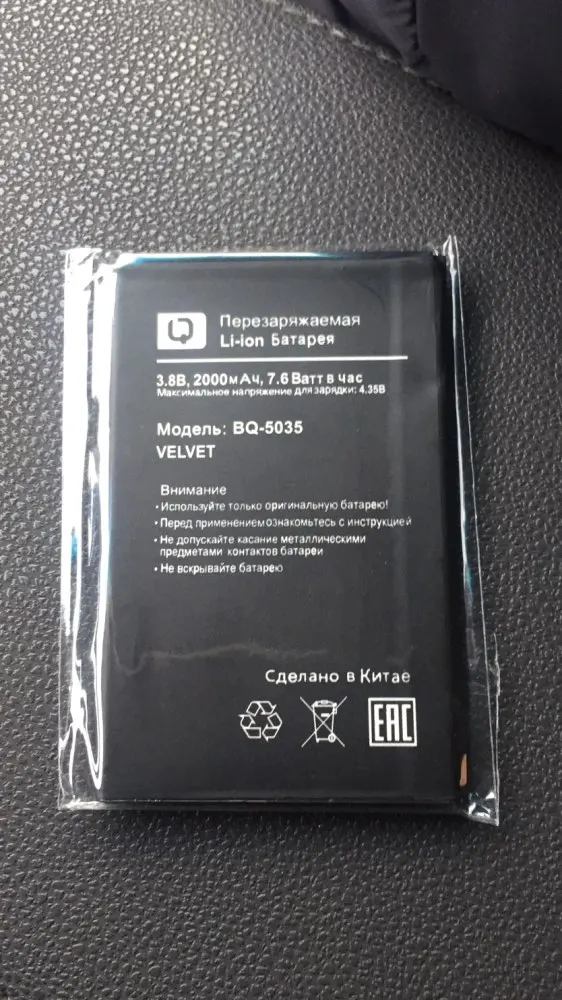 Перезаряжаемая
Li-ion Батарея
3.8В, 2000мАч, 7.6 Ватт в час
Максимальное напряжение для зарядки: 4.35В
Модель: BQ-5035
VELVET
Внимание
• Используйте только оригинальную батарею!
• Перед применением ознакомьтесь с инструкцией
• Не допускайте касание металлическими
предметами контактов батареи
• Не вскрывайте батарею
Сделано в Китае
EAC